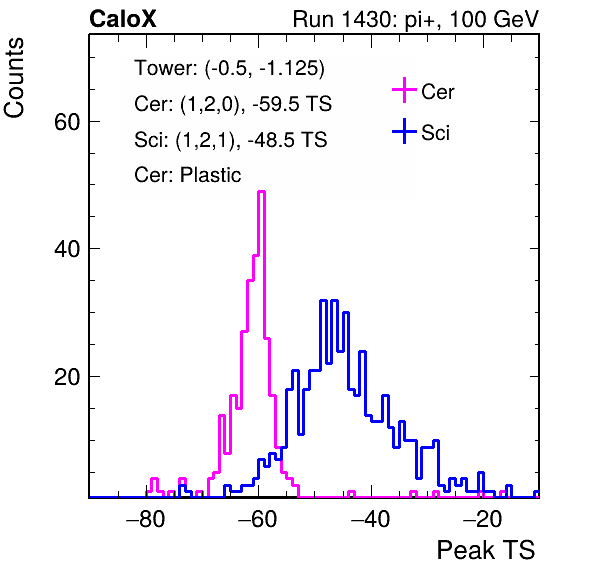 CaloX Run 1430: pi+, 100 GeV
Counts
Tower: (-0.5, -1.125)
Cer: (1,2,0), -59.5 TS
Sci: (1,2,1), -48.5 TS
Cer: Plastic
Cer
Sci
60
40
20
−80 −60 −40 −20
Peak TS